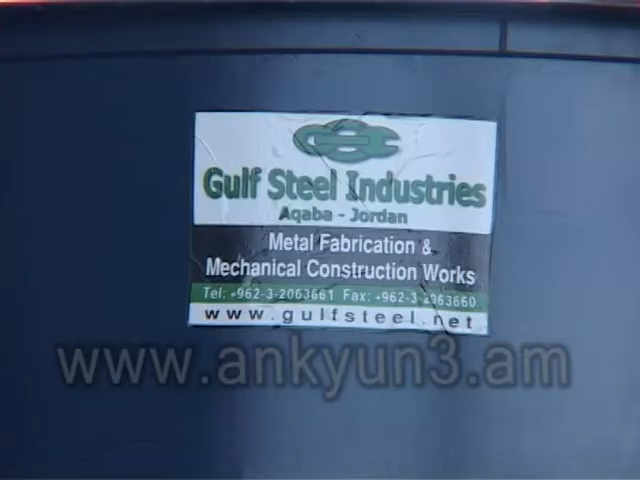 Gulf Steel Industries
Aqaba - Jordan
Metal Fabrication &
Mechanical Construction Works
Tel: +962-3-2063661 Fax: +962-3-2063660
www.gulfsteel.net
www.ankyun3.am